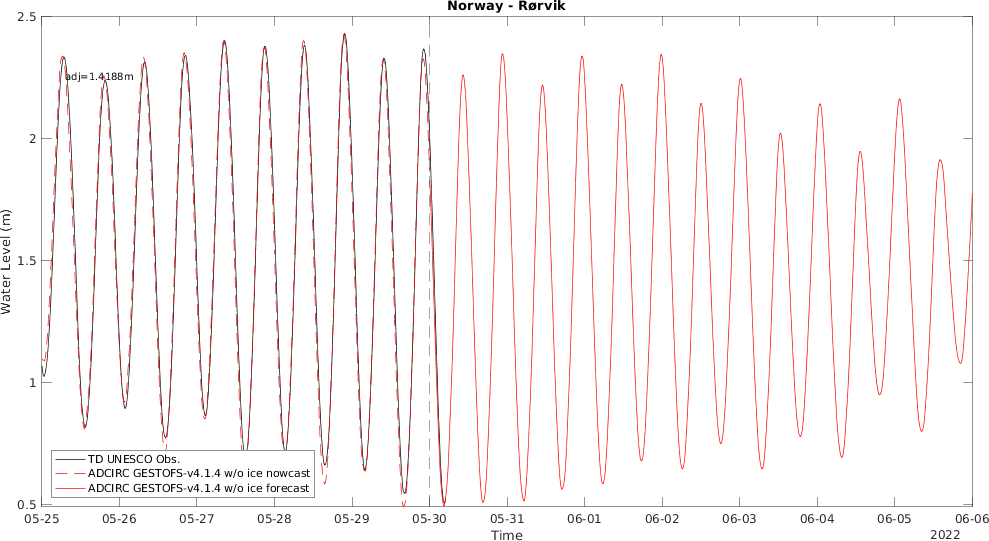 Norway - Rørvik
2.5
2
1.5
1
0.5
Water Level (m)
adj=1.4188m
TD UNESCO Obs.
ADCIRC GESTOFS-v4.1.4 w/o ice nowcast
ADCIRC GESTOFS-v4.1.4 w/o ice forecast
05-25 05-26 05-27 05-28 05-29 05-30 05-31 06-01 06-02 06-03 06-04 06-05 06-06
Time
2022